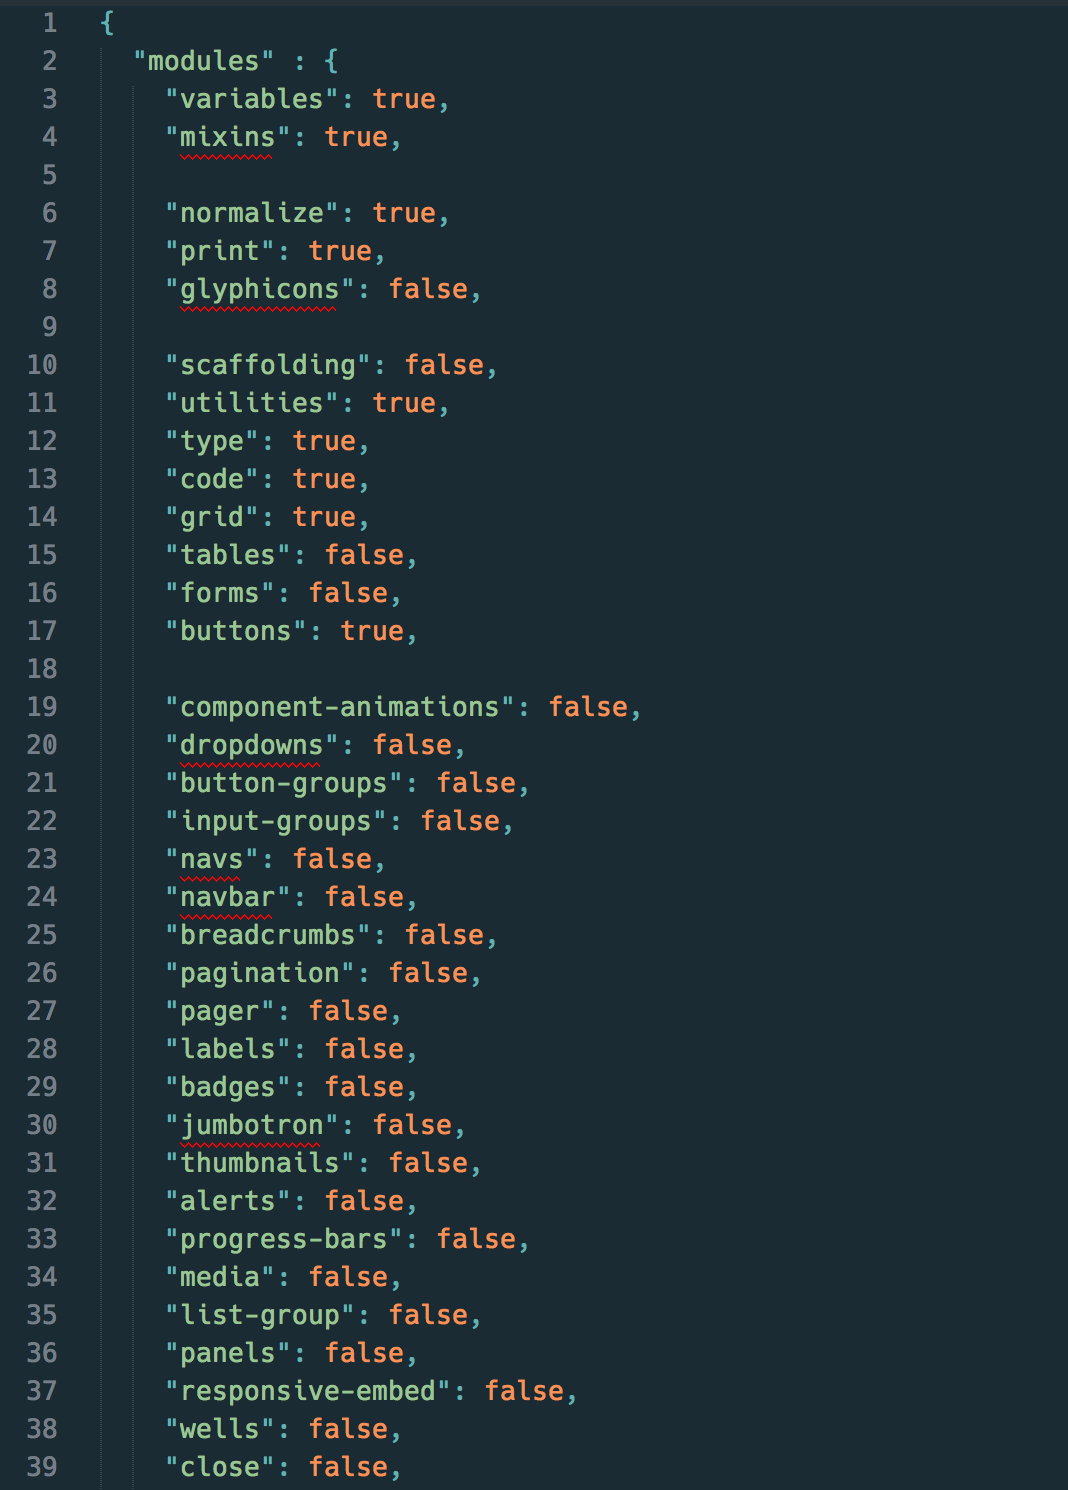 1 {
2 "modules" : {
3 "variables": true,
4 "mixins": true,
5
6 "normalize": true,
7 "print": true,
8 "glyphicons": false,
9
10 "scaffolding": false,
11 "utilities": true,
12 "type": true,
13 "code": true,
14 "grid": true,
15 "tables": false,
16 "forms": false,
17 "buttons": true,
18
19 "component-animations": false,
20 "dropdowns": false,
21 "button-groups": false,
22 "input-groups": false,
23 "navs": false,
24 "navbar": false,
25 "breadcrumbs": false,
26 "pagination": false,
27 "pager": false,
28 "labels": false,
29 "badges": false,
30 "jumbotron": false,
31 "thumbnails": false,
32 "alerts": false,
33 "progress-bars": false,
34 "media": false,
35 "list-group": false,
36 "panels": false,
37 "responsive-embed": false,
38 "wells": false,
39 "close": false,